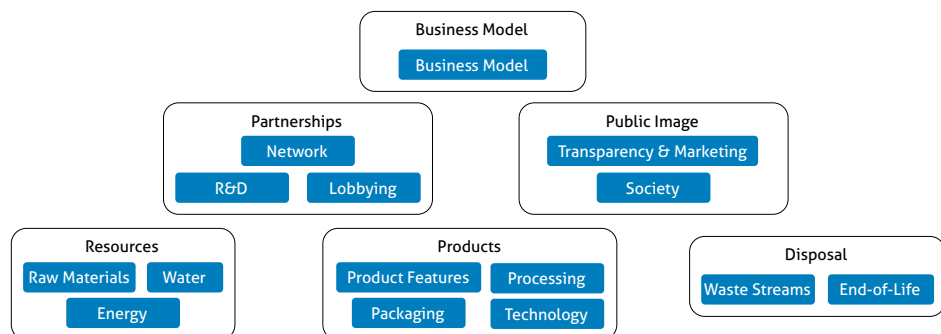 Business Model
Business Model
Partnerships
Network
R&D
Lobbying
Public Image
Transparency & Marketing
Society
Resources
Raw Materials
Water
Energy
Products
Product Features
Processing
Packaging
Technology
Disposal
Waste Streams
End-of-Life